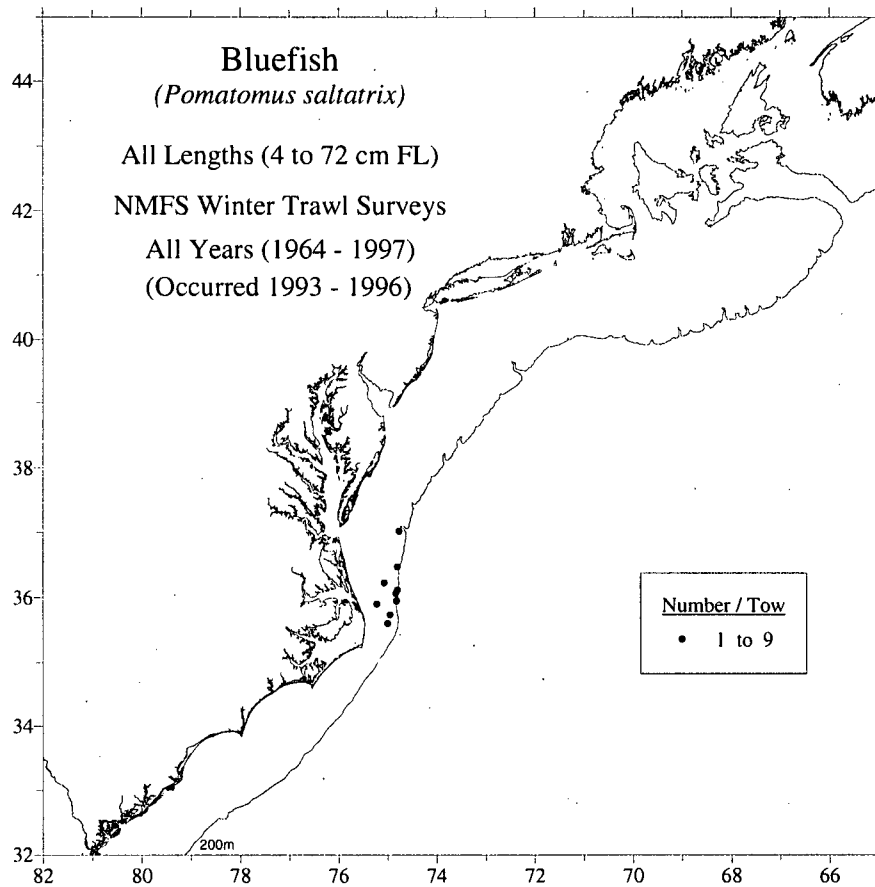 Bluefish
(Pomatomus saltatrix)
All Lengths (4 to 72 cm FL)
NMFS Winter Trawl Surveys
All Years (1964 - 1997)
(Occurred 1993 - 1996)
44
42
40
38
36
34
32
Number / Tow
1 to 9
200m
82 80 78 76 74 72 70 68 66